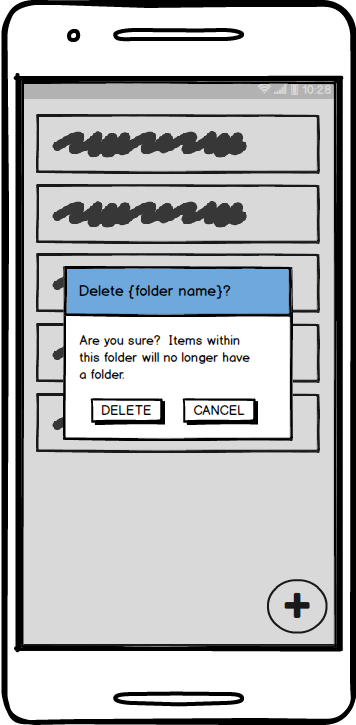 10:28
Delete {folder name}?
Are you sure? Items within
this folder will no longer have
a folder.
DELETE CANCEL